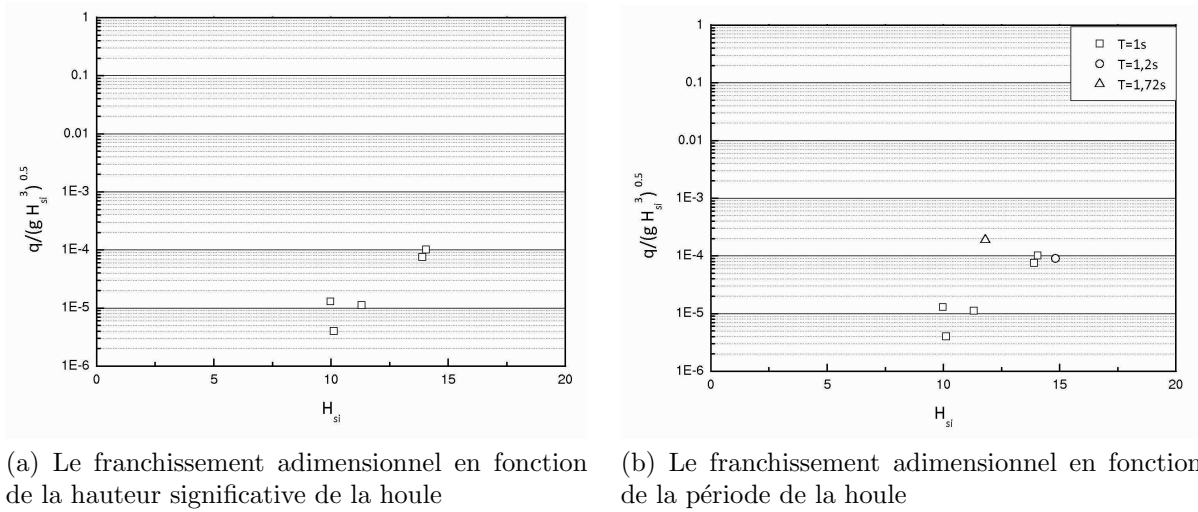 1
0.1
0.01
1E-3
1E-4
1E-5
1E-6
0 5 10 15 20
q/(g H_si^3)^0.5
H_si
1
0.1
0.01
1E-3
1E-4
1E-5
1E-6
0 5 10 15 20
q/(g H_si^3)^0.5
H_si
T=1s
T=1,2s
T=1,72s
(a) Le franchissement adimensionnel en fonction
de la hauteur significative de la houle
(b) Le franchissement adimensionnel en fonction
de la période de la houle